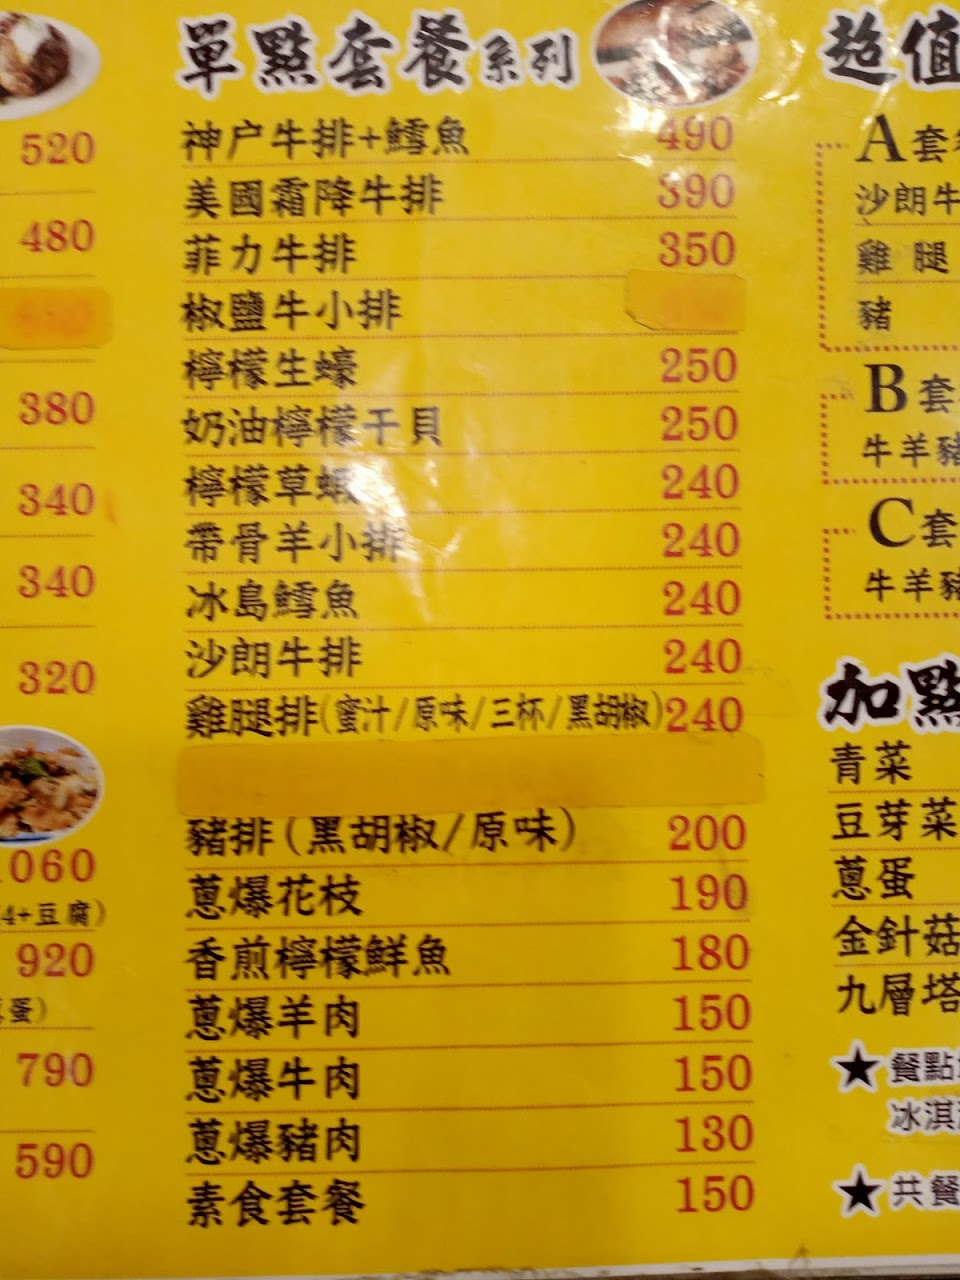 520
480
380
340
340
320
1060
4+豆腐)
920
蛋)
790
590
單點套餐系列
神户牛排+鱈魚 490
美國霜降牛排 390
菲力牛排 350
椒鹽牛小排
檸檬生蠔 250
奶油檸檬干貝 250
檸檬草蝦 240
帶骨羊小排 240
冰島鱈魚 240
沙朗牛排 240
雞腿排(蜜汁/原味/三杯/黑胡椒) 240
豬排(黑胡椒/原味) 200
蔥爆花枝 190
香煎檸檬鮮魚 180
蔥爆羊肉 150
蔥爆牛肉 150
蔥爆豬肉 130
素食套餐 150
超值
A套
沙朗牛
雞腿
豬
B套
牛羊豬
C套
牛羊豬
加點
青菜
豆芽菜
蔥蛋
金針菇
九層塔
★餐點
冰淇
★共餐